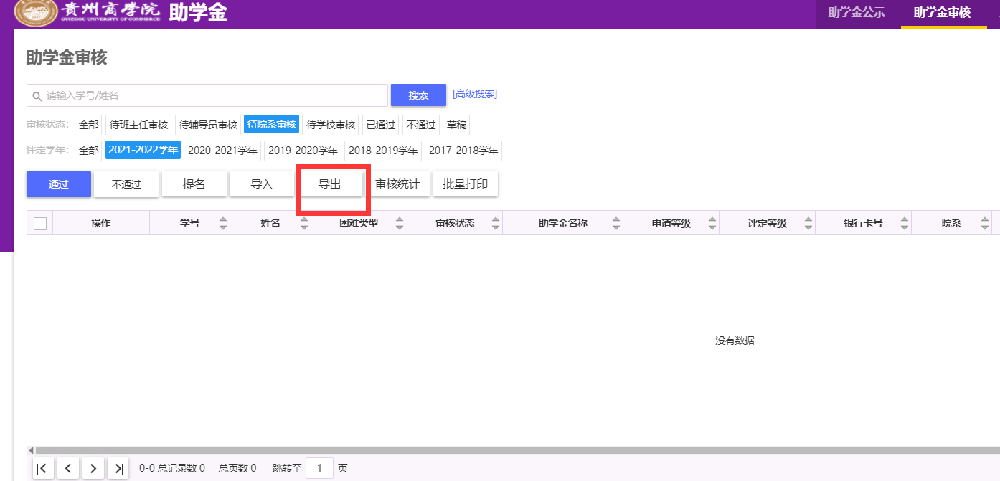 贵州商学院 助学金 助学金公示 助学金审核
GUIZHOU UNIVERSITY OF COMMERCE
助学金审核
请输入学号/姓名 搜索 [高级搜索]
审核状态: 全部 待班主任审核 待辅导员审核 待院系审核 待学校审核 已通过 不通过 草稿
评定学年: 全部 2021-2022学年 2020-2021学年 2019-2020学年 2018-2019学年 2017-2018学年
通过 不通过 提名 导入 导出 审核统计 批量打印
操作 学号 姓名 困难类型 审核状态 助学金名称 申请等级 评定等级 银行卡号 院系
没有数据
0-0 总记录数 0 总页数 0 跳转至 1 页